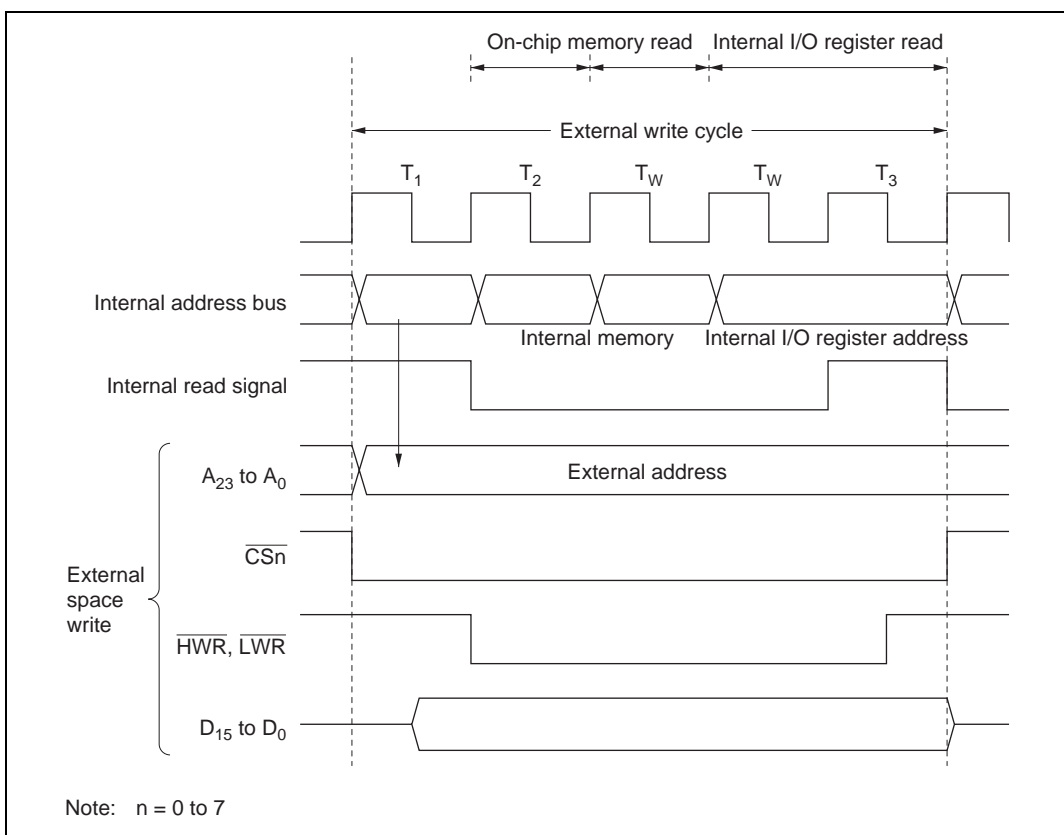 On-chip memory read Internal I/O register read
External write cycle
T1 T2 TW TW T3
Internal address bus
Internal memory Internal I/O register address
Internal read signal
A23 to A0 External address
CSn
External
space
write
HWR, LWR
D15 to D0
Note: n = 0 to 7